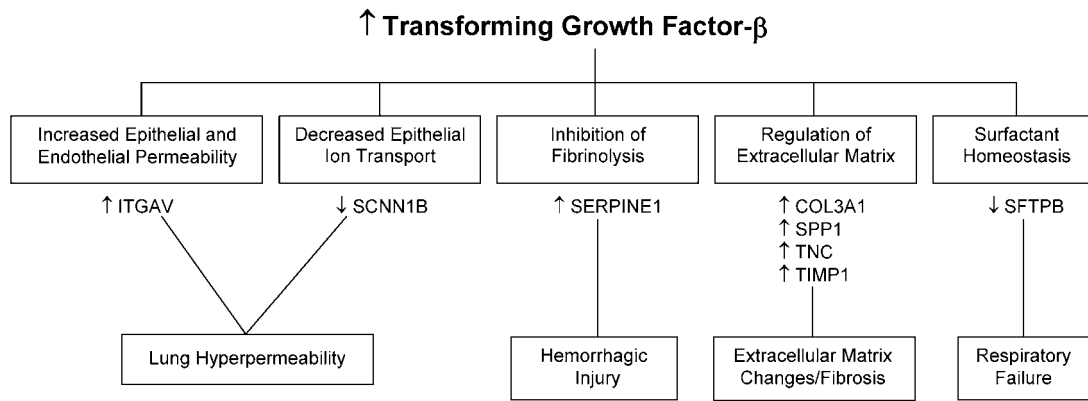 ↑ Transforming Growth Factor-β
Increased Epithelial and
Endothelial Permeability
Decreased Epithelial
Ion Transport
Inhibition of
Fibrinolysis
Regulation of
Extracellular Matrix
Surfactant
Homeostasis
↑ ITGAV
↓ SCNN1B
↑ SERPINE1
↑ COL3A1
↑ SPP1
↑ TNC
↑ TIMP1
↓ SFTPB
Lung Hyperpermeability
Hemorrhagic
Injury
Extracellular Matrix
Changes/Fibrosis
Respiratory
Failure